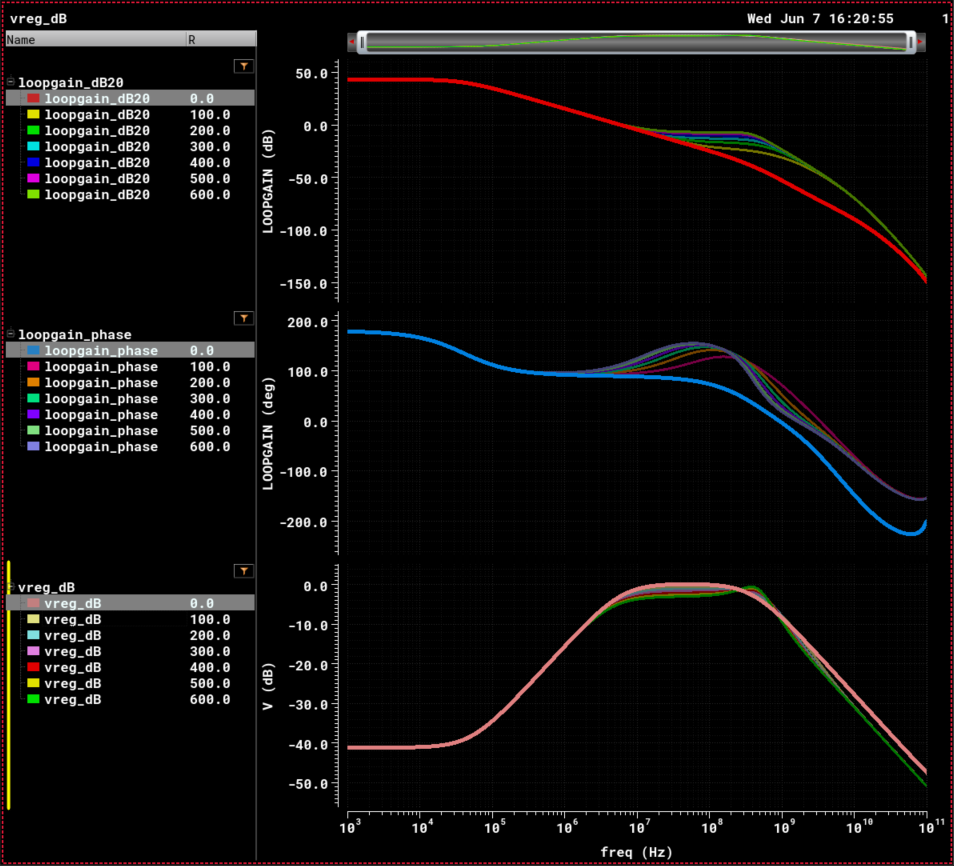 vreg_dB
Wed Jun 7 16:20:55 1
Name R
loopgain_dB20
loopgain_dB20 0.0
loopgain_dB20 100.0
loopgain_dB20 200.0
loopgain_dB20 300.0
loopgain_dB20 400.0
loopgain_dB20 500.0
loopgain_dB20 600.0
loopgain_phase
loopgain_phase 0.0
loopgain_phase 100.0
loopgain_phase 200.0
loopgain_phase 300.0
loopgain_phase 400.0
loopgain_phase 500.0
loopgain_phase 600.0
vreg_dB
vreg_dB 0.0
vreg_dB 100.0
vreg_dB 200.0
vreg_dB 300.0
vreg_dB 400.0
vreg_dB 500.0
vreg_dB 600.0
LOOPGAIN (dB)
50.0
0.0
-50.0
-100.0
-150.0
LOOPGAIN (deg)
200.0
100.0
0.0
-100.0
-200.0
V (dB)
0.0
-10.0
-20.0
-30.0
-40.0
-50.0
10³ 10⁴ 10⁵ 10⁶ 10⁷ 10⁸ 10⁹ 10¹⁰ 10¹¹
freq (Hz)